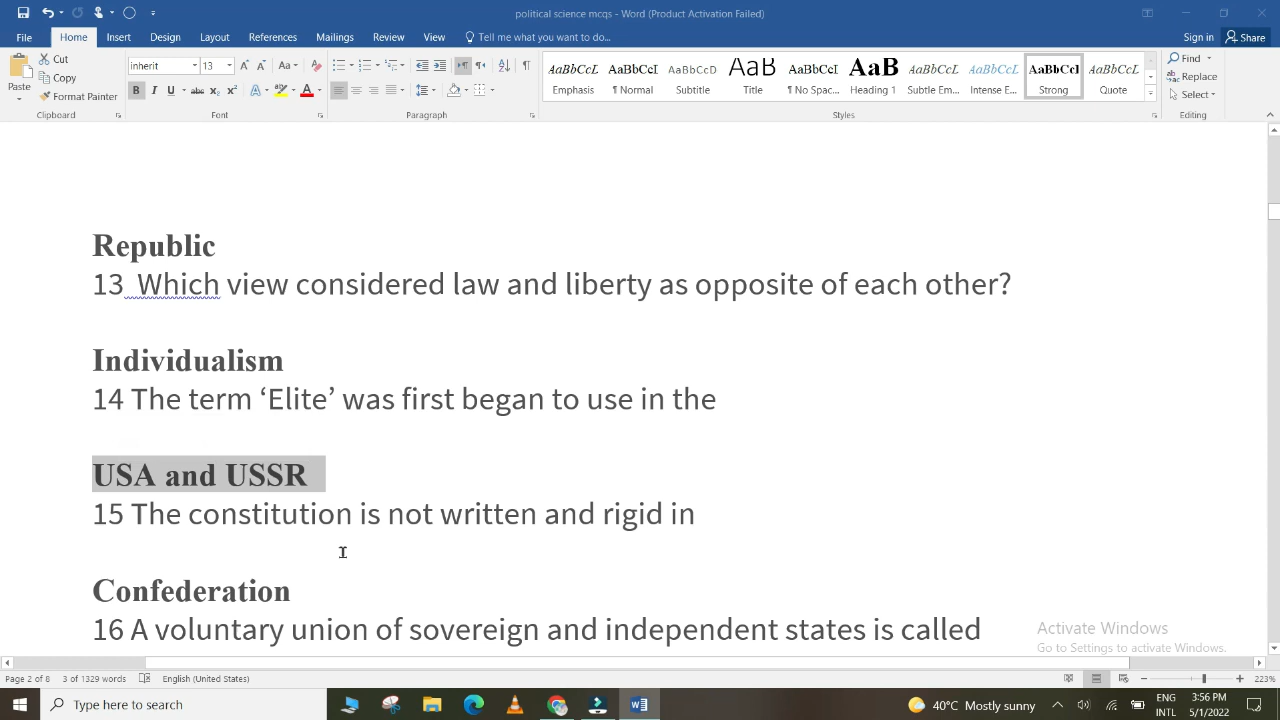 political science mcqs - Word (Product Activation Failed)
File Home Insert Design Layout References Mailings Review View Tell me what you want to do... Sign in Share
Paste Cut Copy Format Painter Clipboard
inherit 13 Aa B I U abc x₂ x² A A Font
Paragraph
AaBbCcL AaBbCcI AaBbCcD AaB AaBbCcI AaB AaBbCcL AaBbCcL AaBbCcl AaBbCcL
Emphasis ¶ Normal Subtitle Title ¶ No Spac... Heading 1 Subtle Em... Intense E... Strong Quote
Styles
Find Replace Select Editing
Republic
13 Which view considered law and liberty as opposite of each other?
Individualism
14 The term ‘Elite’ was first began to use in the
USA and USSR
15 The constitution is not written and rigid in
Confederation
16 A voluntary union of sovereign and independent states is called
Activate Windows
Go to Settings to activate Windows.
Page 2 of 8 3 of 1329 words English (United States) 223%
Type here to search 40°C Mostly sunny ENG INTL 3:56 PM 5/1/2022